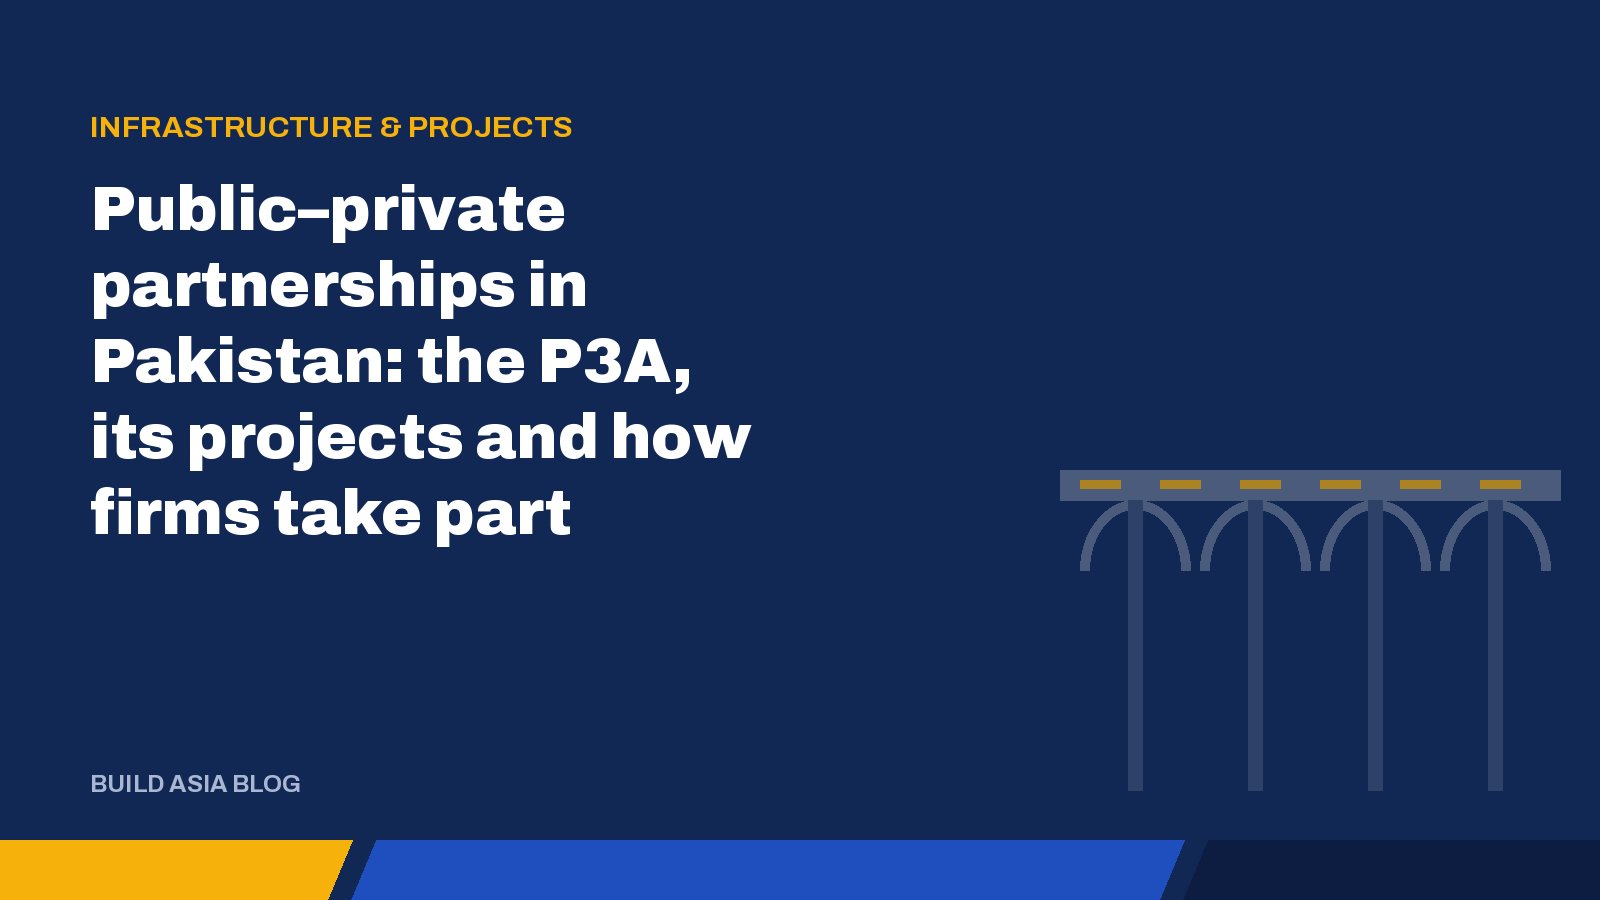 INFRASTRUCTURE & PROJECTS
Public–private
partnerships in
Pakistan: the P3A,
its projects and how
firms take part
BUILD ASIA BLOG